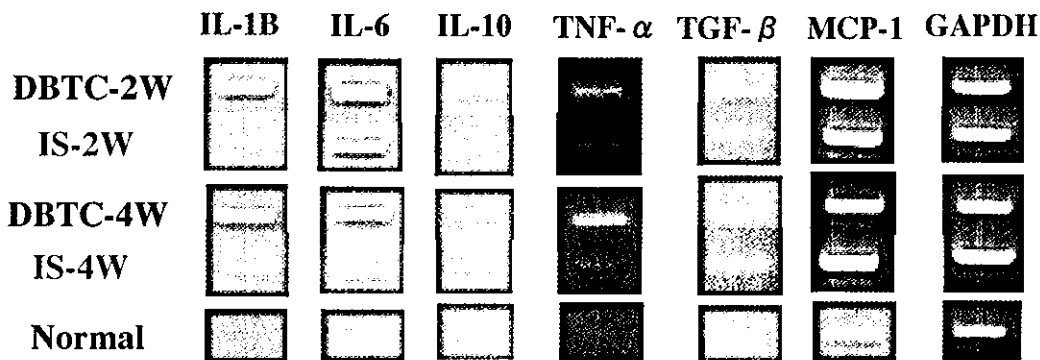 IL-1B IL-6 IL-10 TNF-α TGF-β MCP-1 GAPDH
DBTC-2W
IS-2W
DBTC-4W
IS-4W
Normal